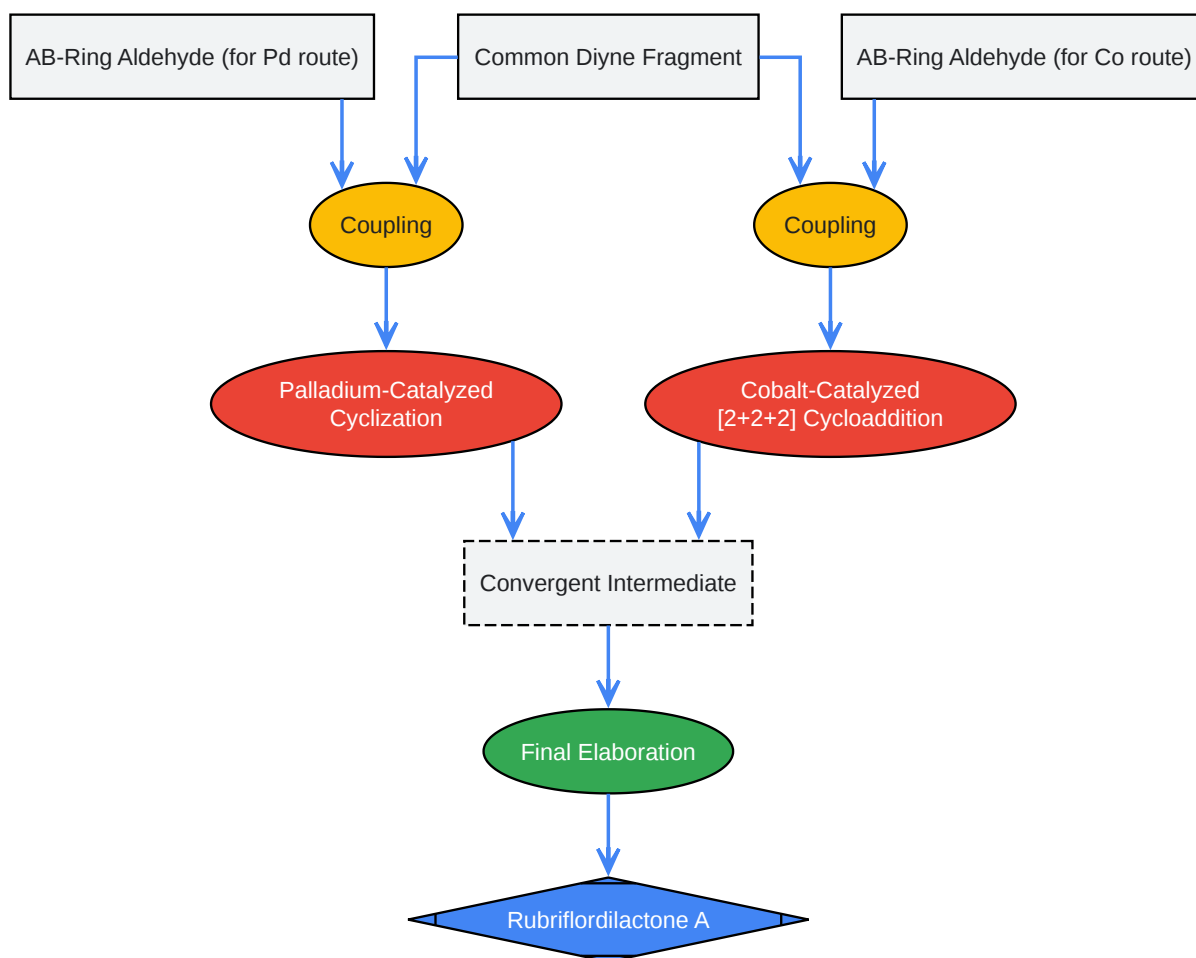 AB-Ring Aldehyde (for Pd route)
Common Diyne Fragment
AB-Ring Aldehyde (for Co route)
Coupling
Coupling
Palladium-Catalyzed
Cyclization
Cobalt-Catalyzed
[2+2+2] Cycloaddition
Convergent Intermediate
Final Elaboration
Rubriflordilactone A